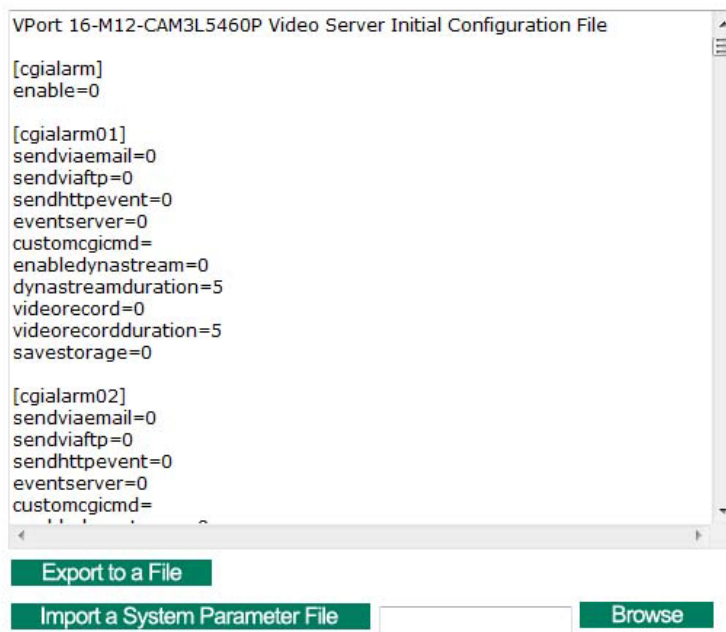 VPort 16-M12-CAM3L5460P Video Server Initial Configuration File
[cgialarm]
enable=0
[cgialarm01]
sendviaemail=0
sendviaftp=0
sendhttpevent=0
eventserver=0
customcgicmd=
enabledynastream=0
dynastreamduration=5
videorecord=0
videorecordduration=5
savestorage=0
[cgialarm02]
sendviaemail=0
sendviaftp=0
sendhttpevent=0
eventserver=0
customcgicmd=
Export to a File
Import a System Parameter File
Browse